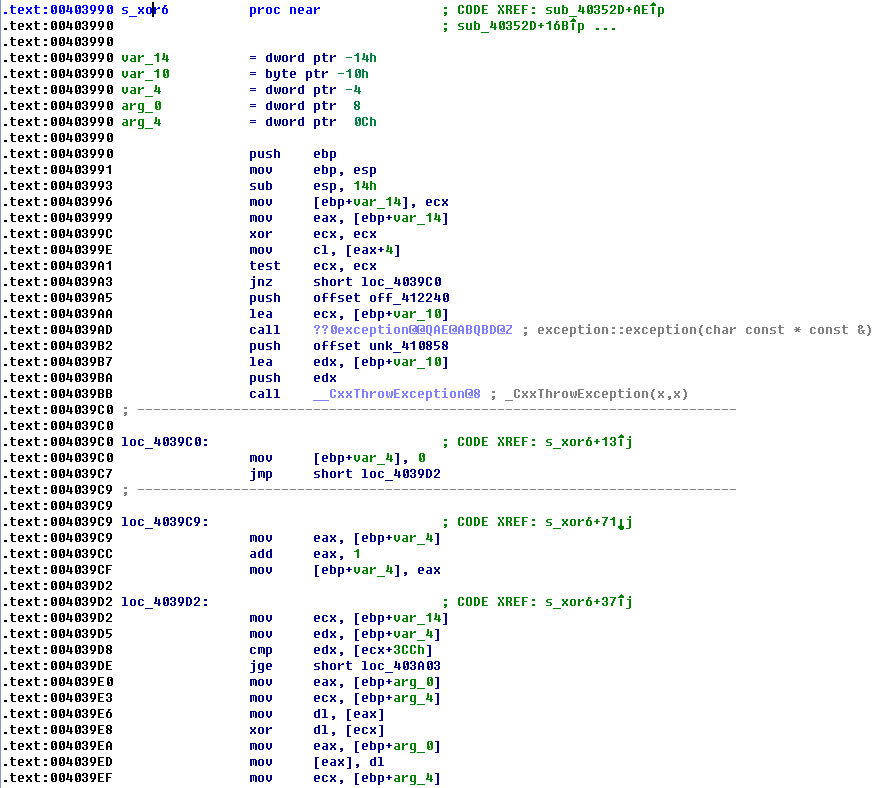 .text:00403990 s_xor6 proc near ; CODE XREF: sub_40352D+AE↑p
.text:00403990 ; sub_40352D+16B↑p ...
.text:00403990
.text:00403990 var_14 = dword ptr -14h
.text:00403990 var_10 = byte ptr -10h
.text:00403990 var_4 = dword ptr -4
.text:00403990 arg_0 = dword ptr 8
.text:00403990 arg_4 = dword ptr 0Ch
.text:00403990
.text:00403990 push ebp
.text:00403991 mov ebp, esp
.text:00403993 sub esp, 14h
.text:00403996 mov [ebp+var_14], ecx
.text:00403999 mov eax, [ebp+var_14]
.text:0040399C xor ecx, ecx
.text:0040399E mov cl, [eax+4]
.text:004039A1 test ecx, ecx
.text:004039A3 jnz short loc_4039C0
.text:004039A5 push offset off_412240
.text:004039AA lea ecx, [ebp+var_10]
.text:004039AD call ??0exception@@QAE@ABQBD@Z ; exception::exception(char const * const &)
.text:004039B2 push offset unk_410858
.text:004039B7 lea edx, [ebp+var_10]
.text:004039BA push edx
.text:004039BB call __CxxThrowException@8 ; _CxxThrowException(x,x)
.text:004039C0 ; ---------------------------------------------------------------------------
.text:004039C0
.text:004039C0 loc_4039C0: ; CODE XREF: s_xor6+13↑j
.text:004039C0 mov [ebp+var_4], 0
.text:004039C7 jmp short loc_4039D2
.text:004039C9 ; ---------------------------------------------------------------------------
.text:004039C9
.text:004039C9 loc_4039C9: ; CODE XREF: s_xor6+71↓j
.text:004039C9 mov eax, [ebp+var_4]
.text:004039CC add eax, 1
.text:004039CF mov [ebp+var_4], eax
.text:004039D2
.text:004039D2 loc_4039D2: ; CODE XREF: s_xor6+37↑j
.text:004039D2 mov ecx, [ebp+var_14]
.text:004039D5 mov edx, [ebp+var_4]
.text:004039D8 cmp edx, [ecx+3CCh]
.text:004039DE jge short loc_403A03
.text:004039E0 mov eax, [ebp+arg_0]
.text:004039E3 mov ecx, [ebp+arg_4]
.text:004039E6 mov dl, [eax]
.text:004039E8 xor dl, [ecx]
.text:004039EA mov eax, [ebp+arg_0]
.text:004039ED mov [eax], dl
.text:004039EF mov ecx, [ebp+arg_4]